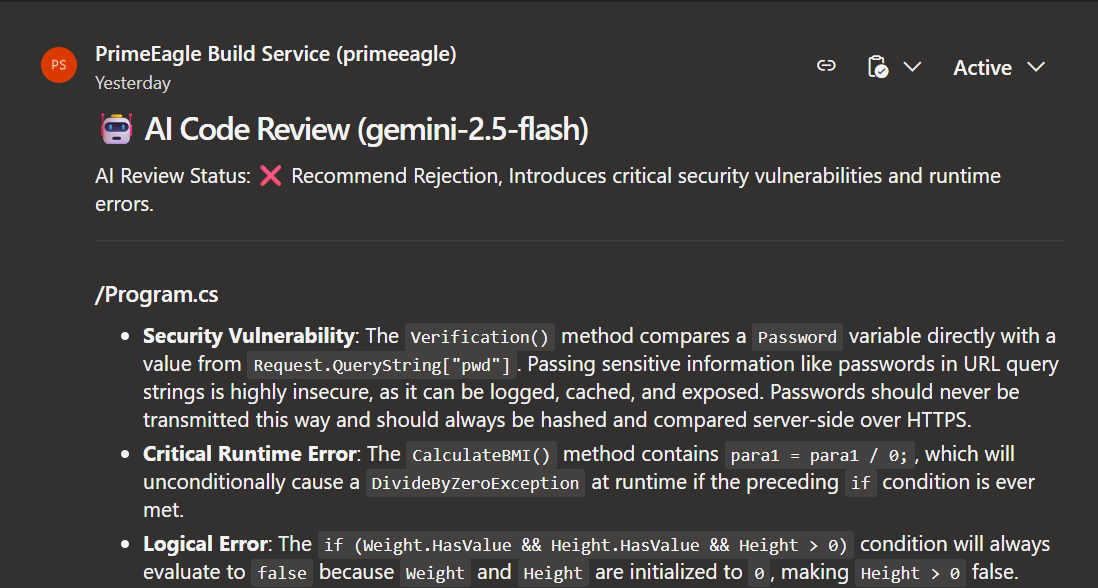 PS
PrimeEagle Build Service (primeeagle)
Active
Yesterday
AI Code Review (gemini-2.5-flash)
AI Review Status: ❌ Recommend Rejection, Introduces critical security vulnerabilities and runtime
errors.
/Program.cs
• Security Vulnerability: The Verification() method compares a Password variable directly with a
value from Request.QueryString["pwd"]. Passing sensitive information like passwords in URL query
strings is highly insecure, as it can be logged, cached, and exposed. Passwords should never be
transmitted this way and should always be hashed and compared server-side over HTTPS.
• Critical Runtime Error: The CalculateBMI() method contains para1 = para1 / 0;, which will
unconditionally cause a DivideByZeroException at runtime if the preceding if condition is ever
met.
• Logical Error: The if (Weight.HasValue && Height.HasValue && Height > 0) condition will always
evaluate to false because Weight and Height are initialized to 0, making Height > 0 false.